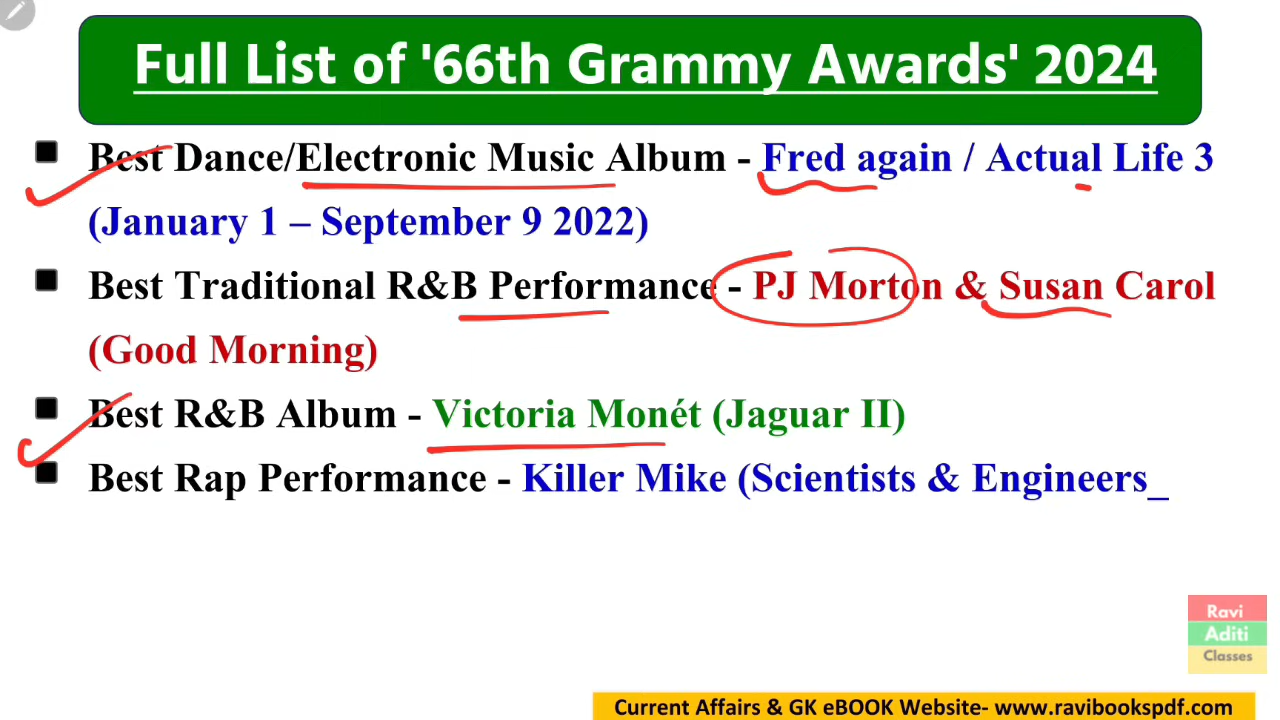 Full List of '66th Grammy Awards' 2024
Best Dance/Electronic Music Album - Fred again / Actual Life 3
(January 1 – September 9 2022)
Best Traditional R&B Performance - PJ Morton & Susan Carol
(Good Morning)
Best R&B Album - Victoria Monét (Jaguar II)
Best Rap Performance - Killer Mike (Scientists & Engineers_
Ravi
Aditi
Classes
Current Affairs & GK eBOOK Website- www.ravibookspdf.com